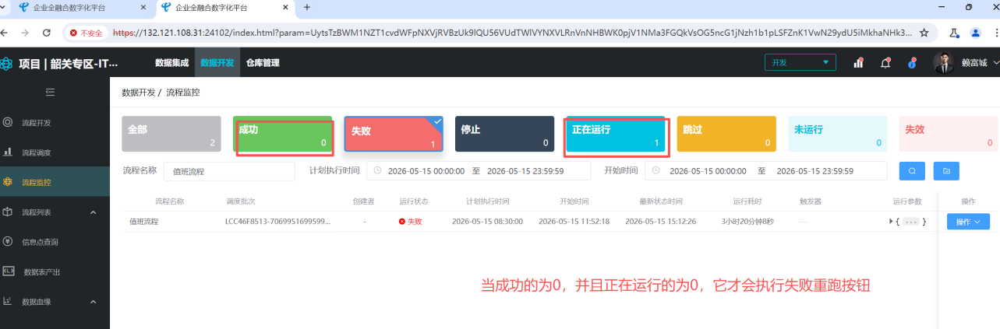 企业全融合数字化平台
企业全融合数字化平台
不安全 https://132.121.108.31:24102/index.html?param=UytsTzBWM1NZT1cvdWFpNXVjRVBzUk9lQU56VUdTWlVYNXVLRnVnNHBWK0pjV1NMa3FGQkVsOG5ncG1jNzh1b1pLSFZnK1VwN29ydU5iMkhaNHk3...
项目 | 韶关专区-IT...
数据集成
数据开发
仓库管理
开发
赖富城
数据开发 / 流程监控
流程开发
流程调度
流程监控
流程列表
信息点查询
数据表产出
数据血缘
全部 2
成功 0
失败 1
停止 0
正在运行 1
跳过 0
未运行 0
失效 0
流程名称 值班流程 计划执行时间 2026-05-15 00:00:00 至 2026-05-15 23:59:59 开始时间 2026-05-15 00:00:00 至 2026-05-15 23:59:59
流程名称 调度批次 创建者 运行状态 计划执行时间 开始时间 最新状态时间 运行耗时 触发器 运行参数 操作
值班流程 LCC46F8513-7069951699599... - 失败 2026-05-15 08:30:00 2026-05-15 11:52:18 2026-05-15 15:12:26 3小时20分钟8秒 --- { ... } 操作
当成功的为0，并且正在运行的为0，它才会执行失败重跑按钮